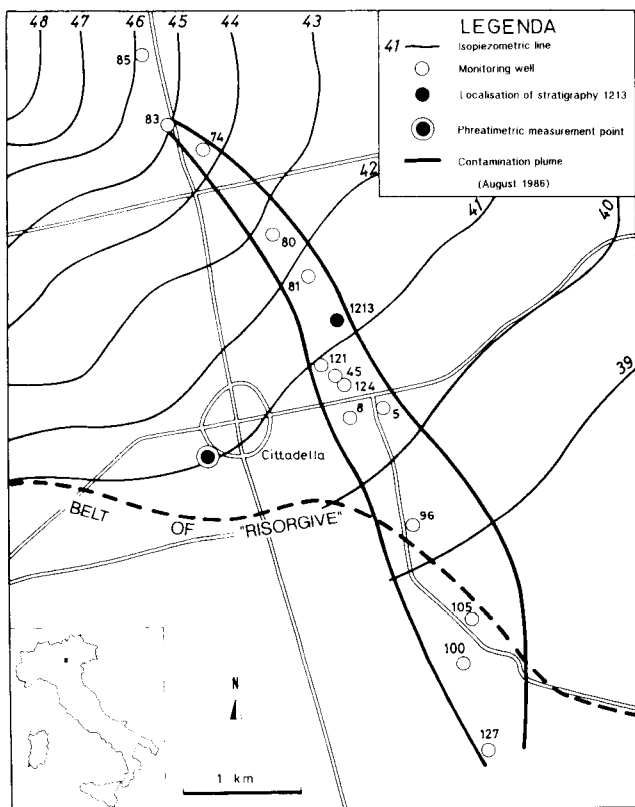 48 47 46 45 44 43
LEGENDA
41 Isopiezometric line
Monitoring well
Localisation of stratigraphy 1213
Phreatimetric measurement point
Contamination plume
(August 1986)
85
83
74
42
41
40
80
81
1213
121
45
124
39
8
5
Cittadella
BELT OF "RISORGIVE"
96
105
100
N
127
1 km